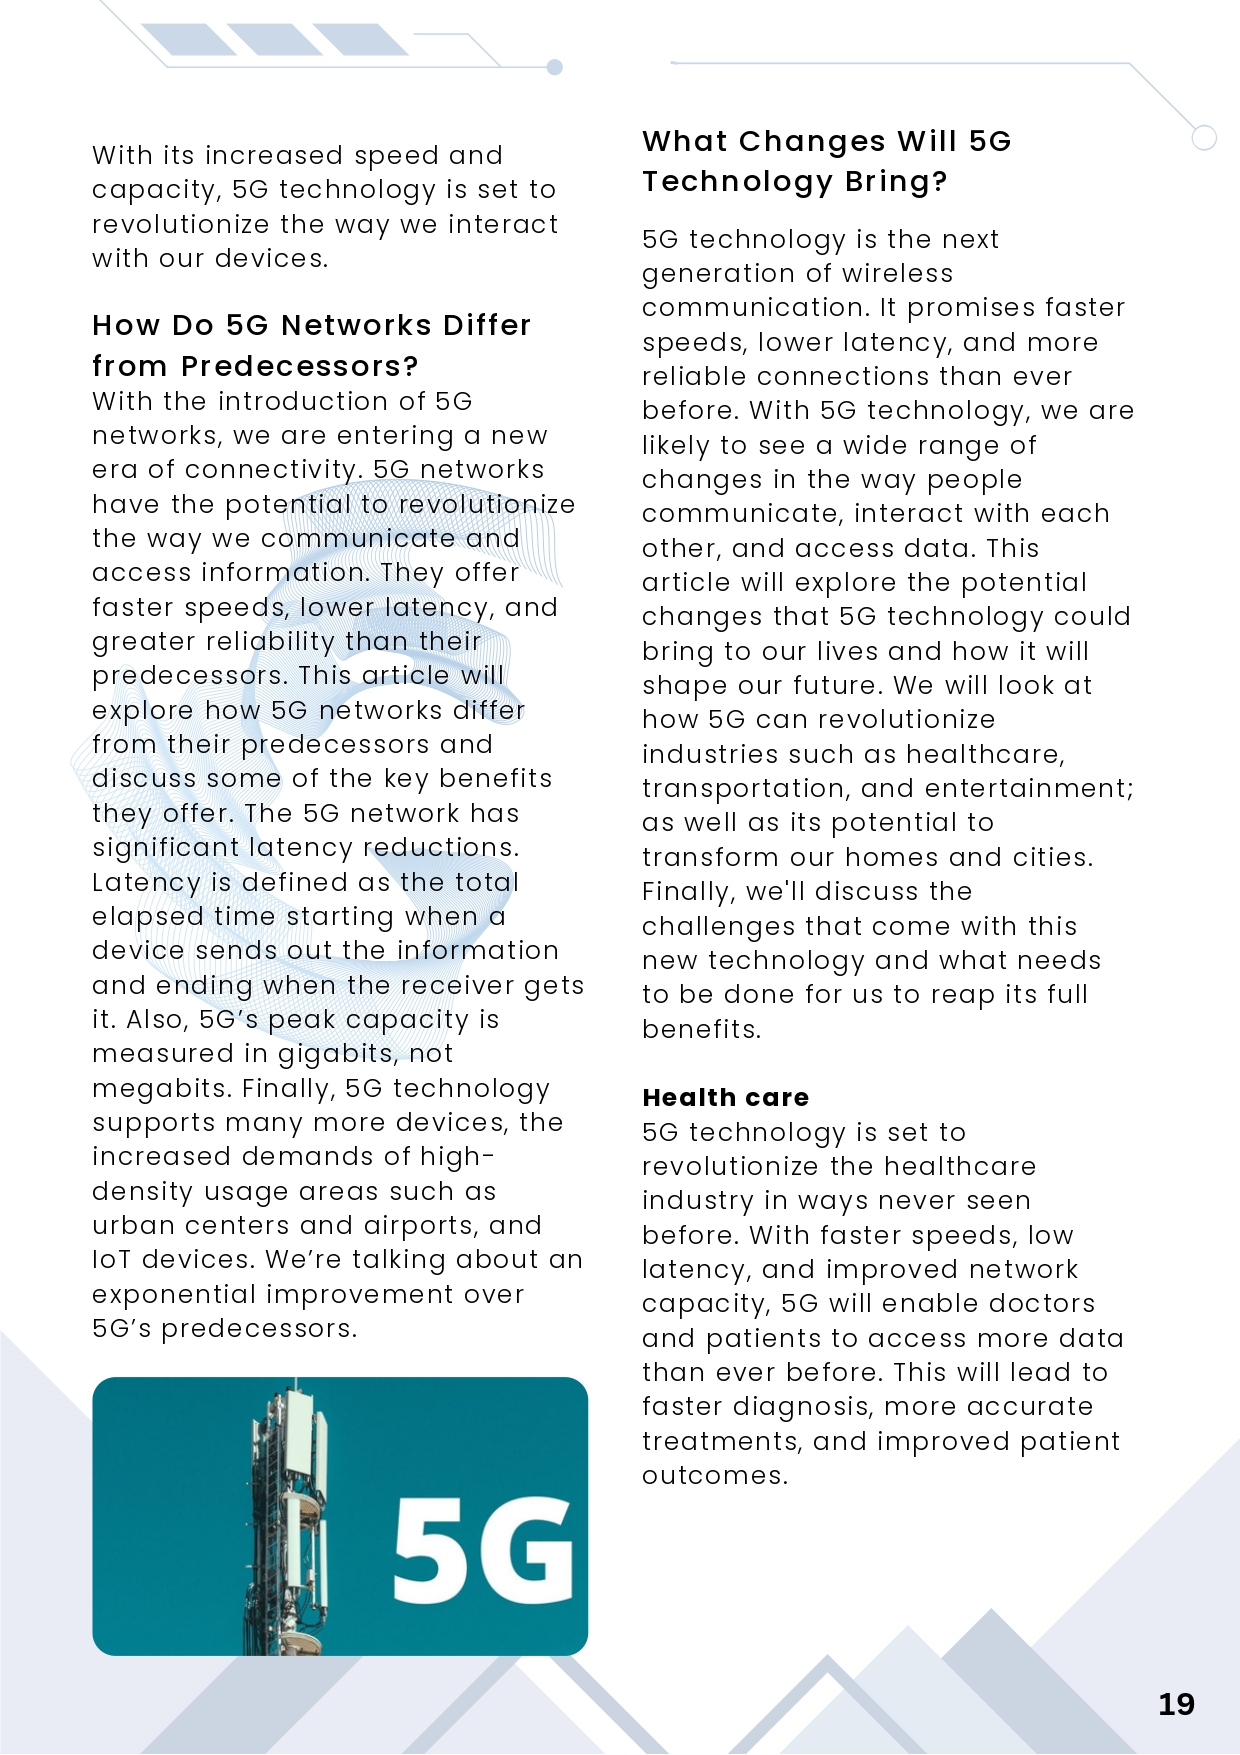 With its increased speed and
capacity, 5G technology is set to
revolutionize the way we interact
with our devices.
How Do 5G Networks Differ
from Predecessors?
With the introduction of 5G
networks, we are entering a new
era of connectivity. 5G networks
have the potential to revolutionize
the way we communicate and
access information. They offer
faster speeds, lower latency, and
greater reliability than their
predecessors. This article will
explore how 5G networks differ
from their predecessors and
discuss some of the key benefits
they offer. The 5G network has
significant latency reductions.
Latency is defined as the total
elapsed time starting when a
device sends out the information
and ending when the receiver gets
it. Also, 5G’s peak capacity is
measured in gigabits, not
megabits. Finally, 5G technology
supports many more devices, the
increased demands of high-
density usage areas such as
urban centers and airports, and
IoT devices. We’re talking about an
exponential improvement over
5G’s predecessors.
5G
What Changes Will 5G
Technology Bring?
5G technology is the next
generation of wireless
communication. It promises faster
speeds, lower latency, and more
reliable connections than ever
before. With 5G technology, we are
likely to see a wide range of
changes in the way people
communicate, interact with each
other, and access data. This
article will explore the potential
changes that 5G technology could
bring to our lives and how it will
shape our future. We will look at
how 5G can revolutionize
industries such as healthcare,
transportation, and entertainment;
as well as its potential to
transform our homes and cities.
Finally, we'll discuss the
challenges that come with this
new technology and what needs
to be done for us to reap its full
benefits.
Health care
5G technology is set to
revolutionize the healthcare
industry in ways never seen
before. With faster speeds, low
latency, and improved network
capacity, 5G will enable doctors
and patients to access more data
than ever before. This will lead to
faster diagnosis, more accurate
treatments, and improved patient
outcomes.
19